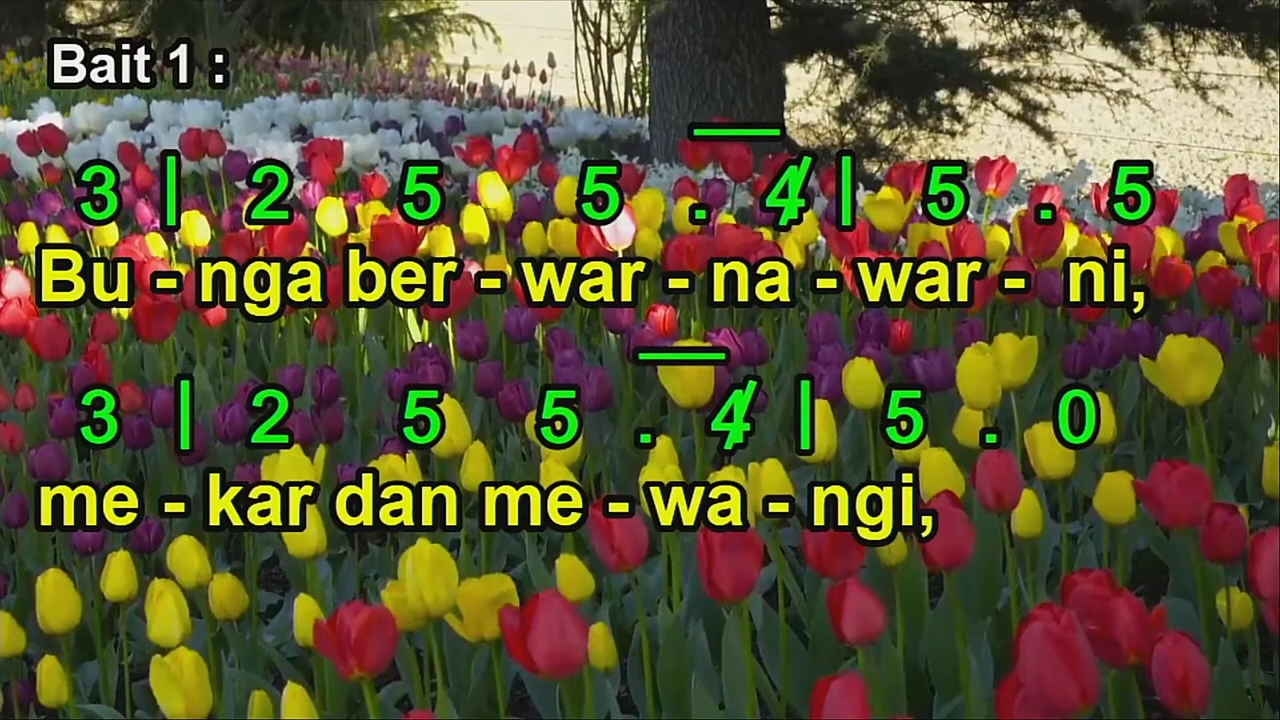 Bait 1 :
3 | 2 5 5 . 4̸ | 5 . 5
Bu - nga ber - war - na - war - ni,
3 | 2 5 5 . 4̸ | 5 . 0
me - kar dan me - wa - ngi,